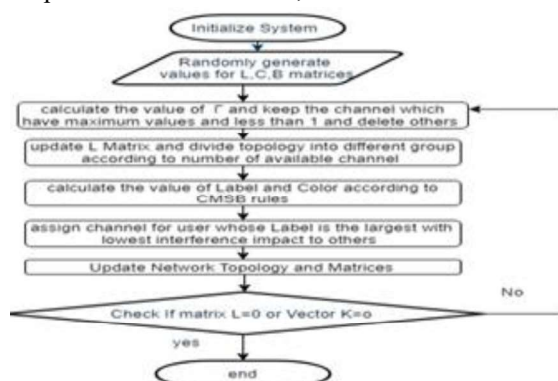 Initialize System
Randomly generate
values for L,C,B matrices
calculate the value of Γ and keep the channel which
have maximum values and less than 1 and delete others
update L Matrix and divide topology into different group
according to number of available channel
calculate the value of Label and Color according to
CMSB rules
assign channel for user whose Label is the largest with
lowest interference impact to others
Update Network Topology and Matrices
Check If matrix L=0 or Vector K=o
No
yes
end